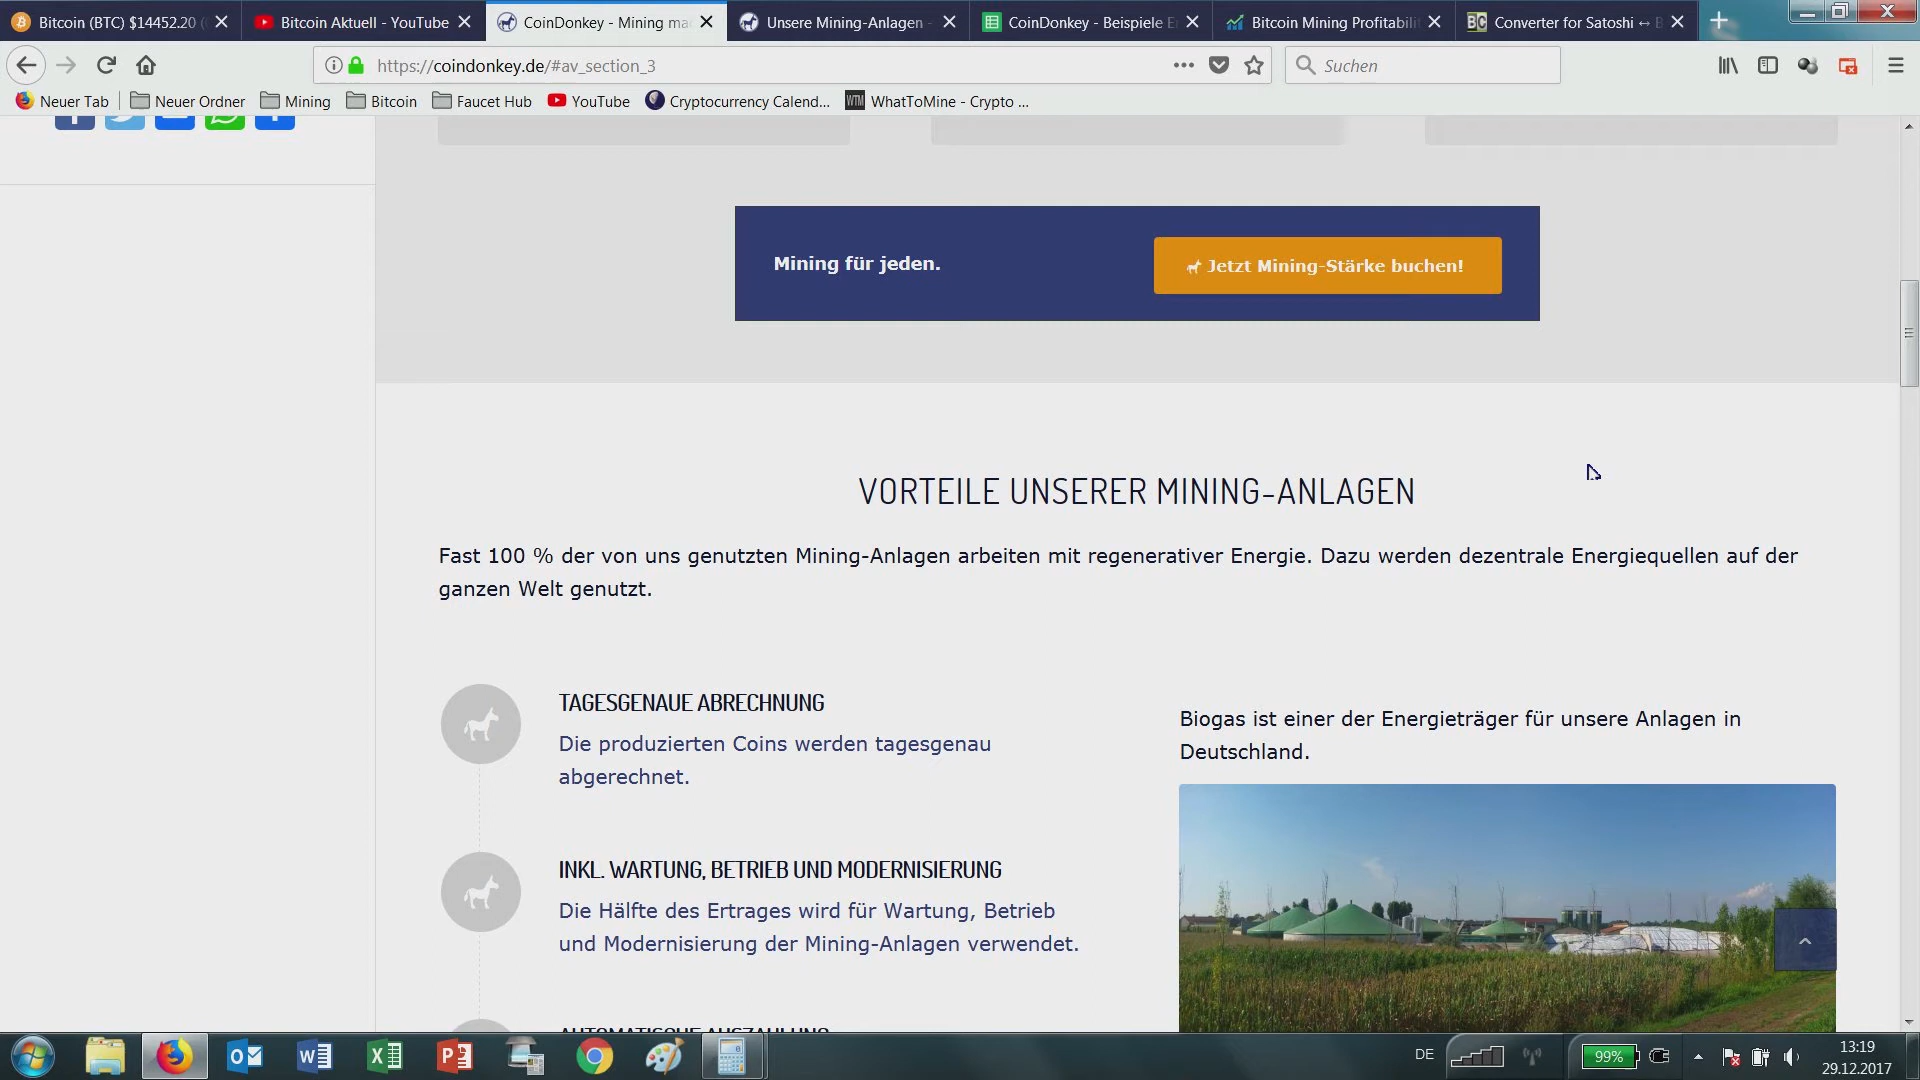 Bitcoin (BTC) $14452.20 (
Bitcoin Aktuell - YouTube
CoinDonkey - Mining ma
Unsere Mining-Anlagen -
CoinDonkey - Beispiele E
Bitcoin Mining Profitabili
BC
Converter for Satoshi ↔ B
https://coindonkey.de/#av_section_3
Suchen
Neuer Tab
Neuer Ordner
Mining
Bitcoin
Faucet Hub
YouTube
Cryptocurrency Calend...
WTM
WhatToMine - Crypto ...
Mining für jeden.
Jetzt Mining-Stärke buchen!
VORTEILE UNSERER MINING-ANLAGEN
Fast 100 % der von uns genutzten Mining-Anlagen arbeiten mit regenerativer Energie. Dazu werden dezentrale Energiequellen auf der
ganzen Welt genutzt.
TAGESGENAUE ABRECHNUNG
Die produzierten Coins werden tagesgenau
abgerechnet.
INKL. WARTUNG, BETRIEB UND MODERNISIERUNG
Die Hälfte des Ertrages wird für Wartung, Betrieb
und Modernisierung der Mining-Anlagen verwendet.
AUTOMATISCHE AUSZAHLUNG
Biogas ist einer der Energieträger für unsere Anlagen in
Deutschland.
DE
99%
13:19
29.12.2017